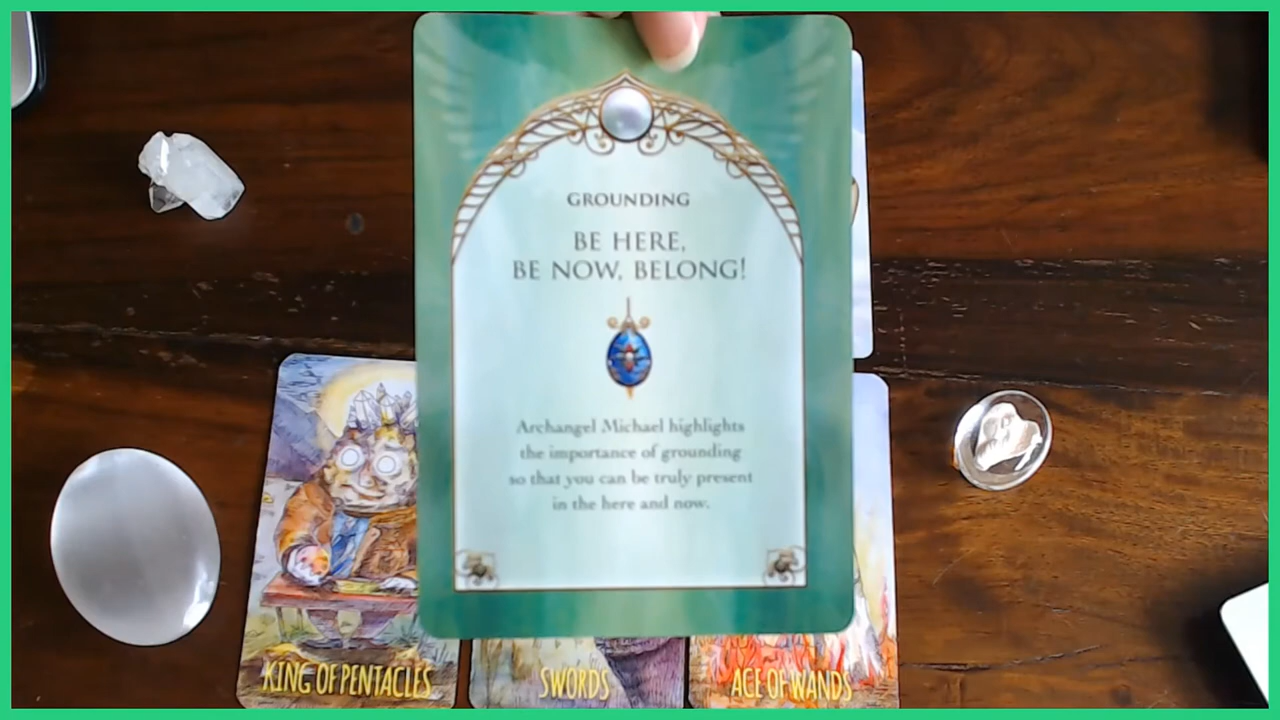 GROUNDING
BE HERE,
BE NOW, BELONG!
Archangel Michael highlights
the importance of grounding
so that you can be truly present
in the here and now.
KING OF PENTACLES
SWORDS
ACE OF WANDS